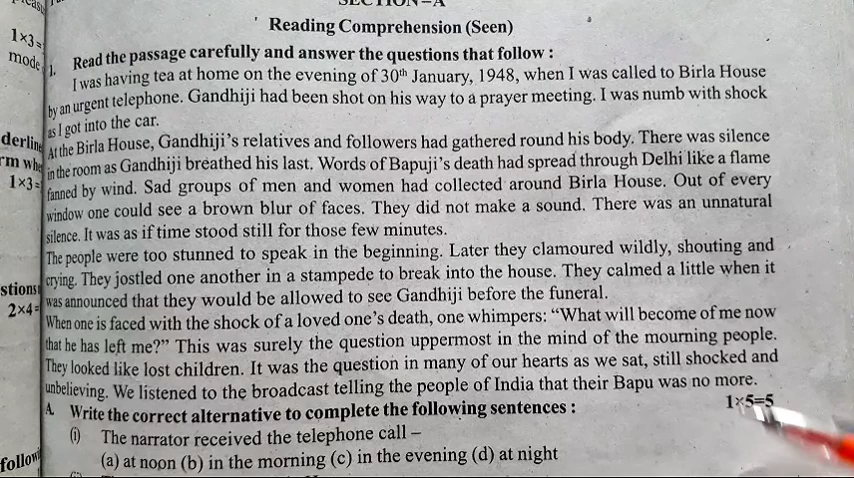 SECTION-A
Reading Comprehension (Seen)
1×3=
mode
1. Read the passage carefully and answer the questions that follow :
I was having tea at home on the evening of 30th January, 1948, when I was called to Birla House
by an urgent telephone. Gandhiji had been shot on his way to a prayer meeting. I was numb with shock
as I got into the car.
derline
At the Birla House, Gandhiji's relatives and followers had gathered round his body. There was silence
rm whe
in the room as Gandhiji breathed his last. Words of Bapuji's death had spread through Delhi like a flame
1×3=
fanned by wind. Sad groups of men and women had collected around Birla House. Out of every
window one could see a brown blur of faces. They did not make a sound. There was an unnatural
silence. It was as if time stood still for those few minutes.
The people were too stunned to speak in the beginning. Later they clamoured wildly, shouting and
crying. They jostled one another in a stampede to break into the house. They calmed a little when it
stions
was announced that they would be allowed to see Gandhiji before the funeral.
2×4=
When one is faced with the shock of a loved one's death, one whimpers: “What will become of me now
that he has left me?” This was surely the question uppermost in the mind of the mourning people.
They looked like lost children. It was the question in many of our hearts as we sat, still shocked and
unbelieving. We listened to the broadcast telling the people of India that their Bapu was no more.
A. Write the correct alternative to complete the following sentences : 1×5=5
(i) The narrator received the telephone call –
follow
(a) at noon (b) in the morning (c) in the evening (d) at night